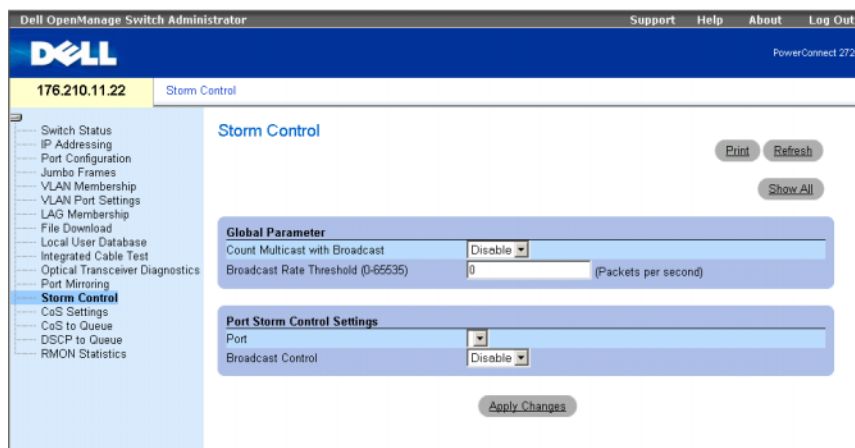 Dell OpenManage Switch Administrator Support Help About Log Out
DELL
PowerConnect 272
176.210.11.22 Storm Control
Switch Status
IP Addressing
Port Configuration
Jumbo Frames
VLAN Membership
VLAN Port Settings
LAG Membership
File Download
Local User Database
Integrated Cable Test
Optical Transceiver Diagnostics
Port Mirroring
Storm Control
CoS Settings
CoS to Queue
DSCP to Queue
RMON Statistics
Storm Control
Print Refresh
Show All
Global Parameter
Count Multicast with Broadcast Disable
Broadcast Rate Threshold (0-65535) 0 (Packets per second)
Port Storm Control Settings
Port
Broadcast Control Disable
Apply Changes